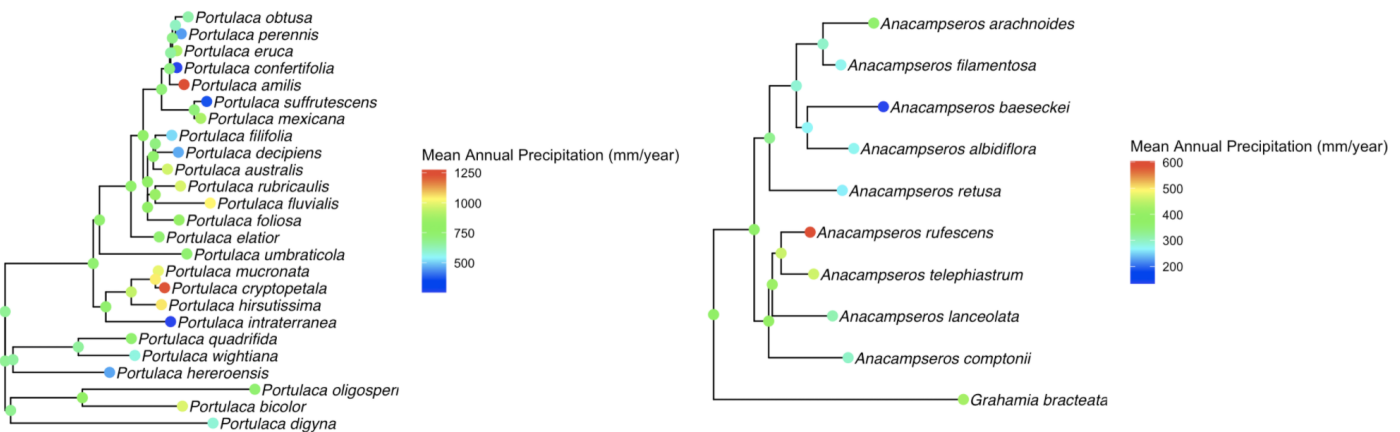 Portulaca obtusa
Portulaca perennis
Portulaca eruca
Portulaca confertifolia
Portulaca amilis
Portulaca suffrutescens
Portulaca mexicana
Portulaca filifolia
Portulaca decipiens
Portulaca australis
Portulaca rubricaulis
Portulaca fluvialis
Portulaca foliosa
Portulaca elatior
Portulaca umbraticola
Portulaca mucronata
Portulaca cryptopetala
Portulaca hirsutissima
Portulaca intraterranea
Portulaca quadrifida
Portulaca wightiana
Portulaca hereroensis
Portulaca oligosperr
Portulaca bicolor
Portulaca digyna
Mean Annual Precipitation (mm/year)
1250
1000
750
500
Anacampseros arachnoides
Anacampseros filamentosa
Anacampseros baeseckei
Anacampseros albidiflora
Anacampseros retusa
Anacampseros rufescens
Anacampseros telephiastrum
Anacampseros lanceolata
Anacampseros comptonii
Grahamia bracteata
Mean Annual Precipitation (mm/year)
600
500
400
300
200